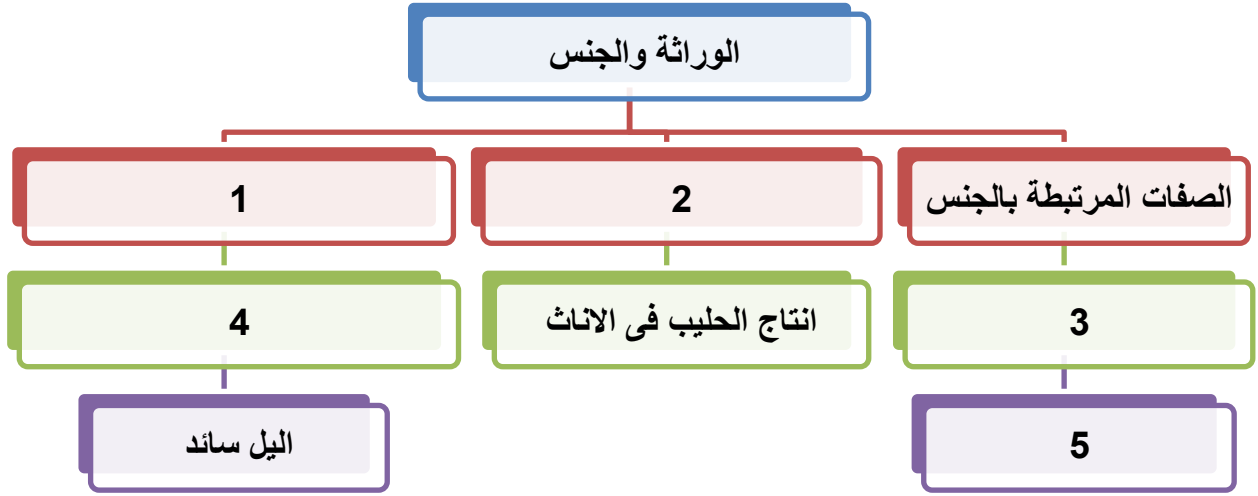 الوراثة والجنس
الصفات المرتبطة بالجنس
2
1
3
انتاج الحليب فى الاناث
4
5
اليل سائد